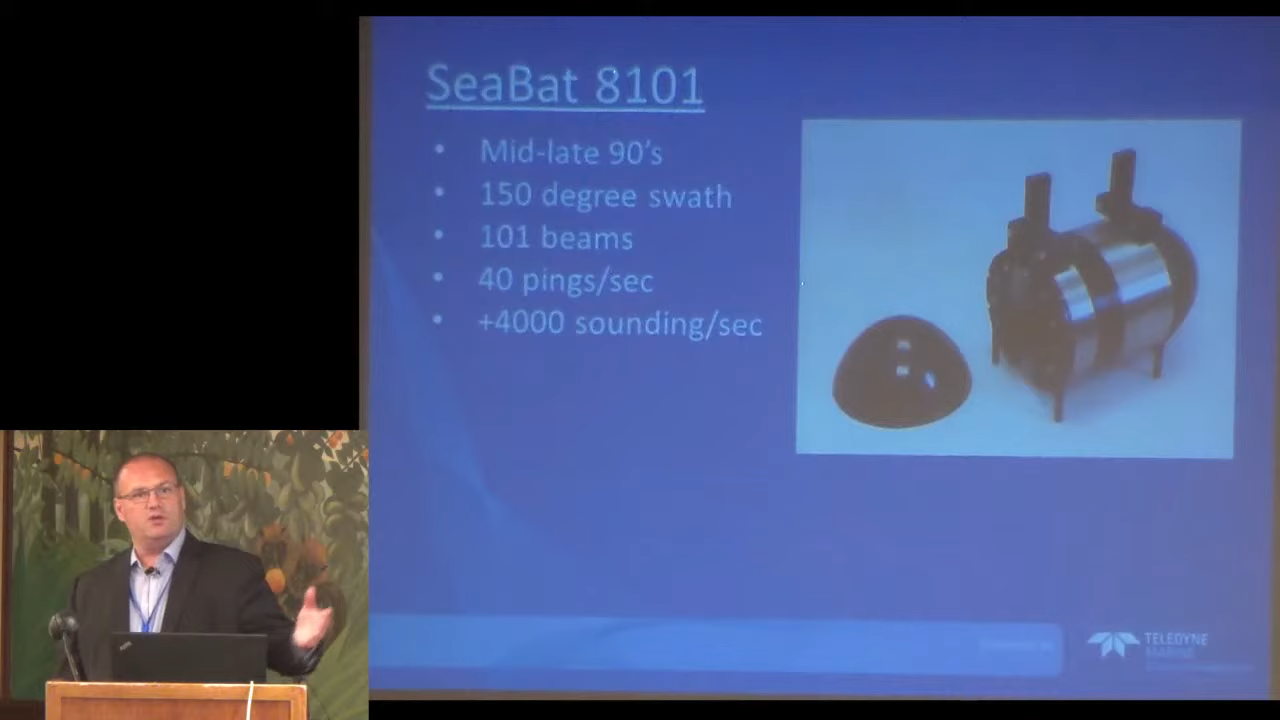 SeaBat 8101
• Mid-late 90's
• 150 degree swath
• 101 beams
• 40 pings/sec
• +4000 sounding/sec
TELEDYNE